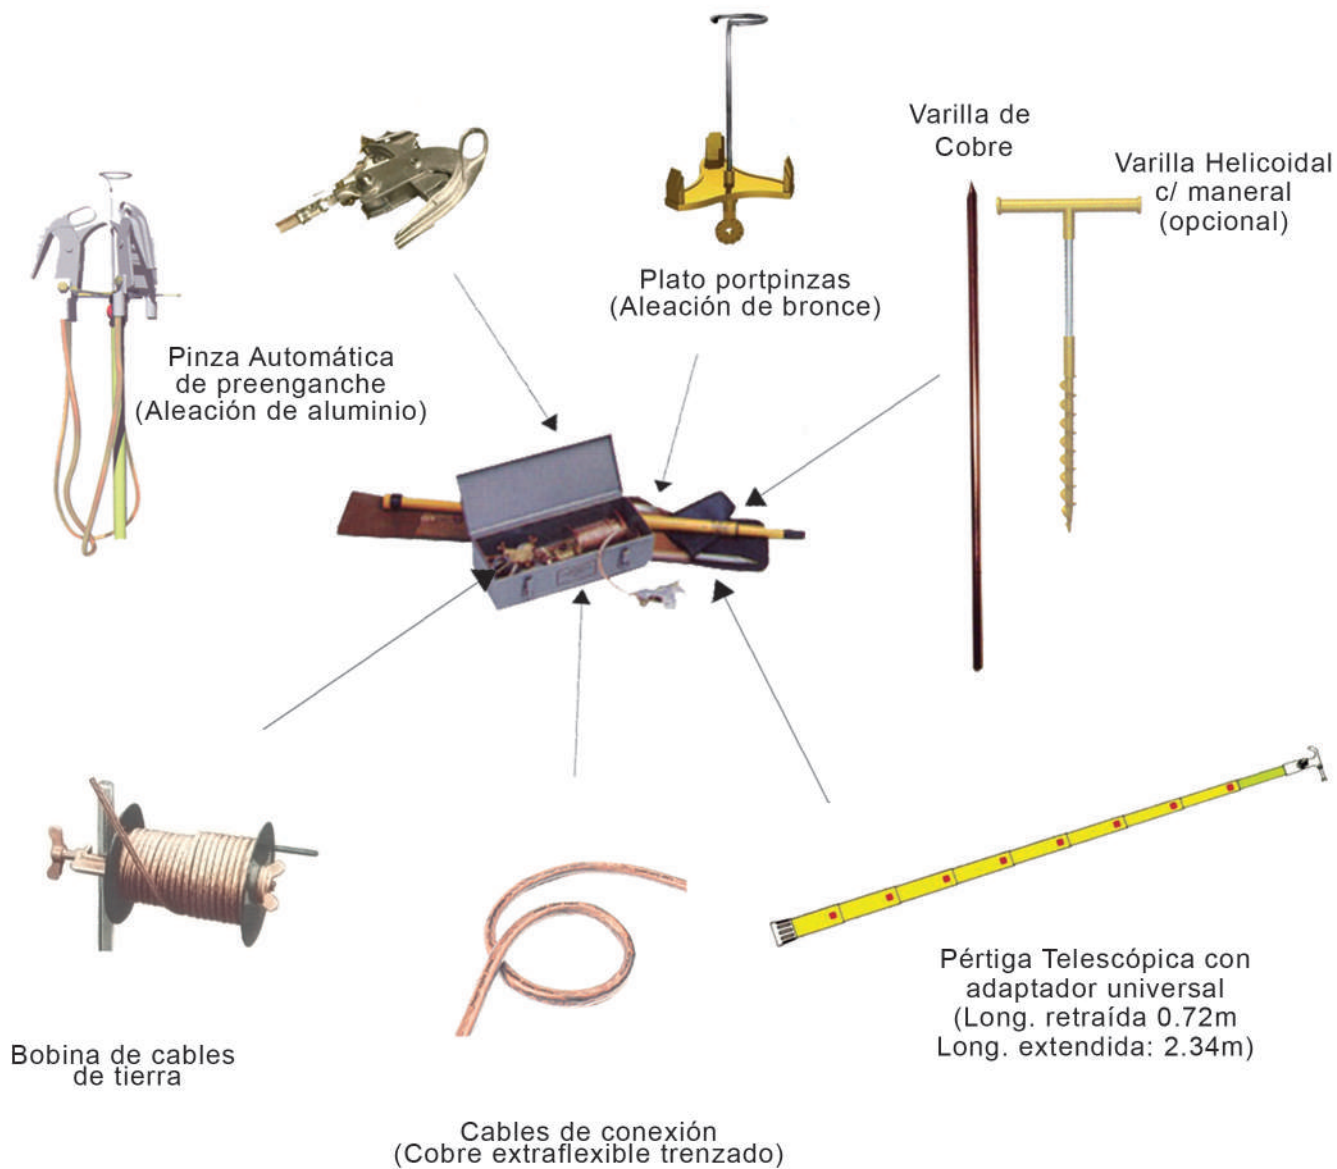 Varilla de
Cobre
Varilla Helicoidal
c/ maneral
(opcional)
Plato portpinzas
(Aleación de bronce)
Pinza Automática
de preenganche
(Aleación de aluminio)
Pértiga Telescópica con
adaptador universal
(Long. retraída 0.72m
Long. extendida: 2.34m)
Bobina de cables
de tierra
Cables de conexión
(Cobre extraflexible trenzado)